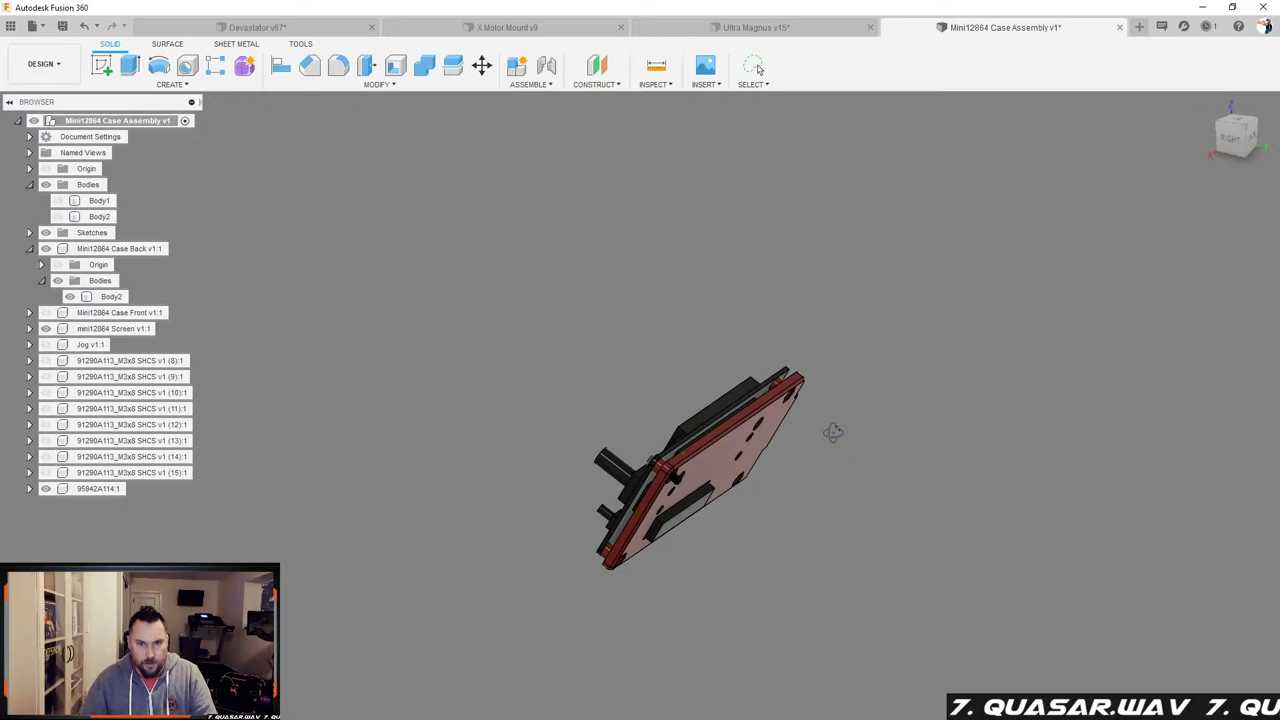 Autodesk Fusion 360
Devastator v67*
X Motor Mount v9
Ultra Magnus v15*
Mini12864 Case Assembly v1*
1
SOLID
SURFACE
SHEET METAL
TOOLS
DESIGN
CREATE
MODIFY
ASSEMBLE
CONSTRUCT
INSPECT
INSERT
SELECT
BROWSER
Mini12864 Case Assembly v1
Document Settings
Named Views
Origin
Bodies
Body1
Body2
Sketches
Mini12864 Case Back v1:1
Origin
Bodies
Body2
Mini12864 Case Front v1:1
mini12864 Screen v1:1
Jog v1:1
91290A113_M3x8 SHCS v1 (8):1
91290A113_M3x8 SHCS v1 (9):1
91290A113_M3x8 SHCS v1 (10):1
91290A113_M3x8 SHCS v1 (11):1
91290A113_M3x8 SHCS v1 (12):1
91290A113_M3x8 SHCS v1 (13):1
91290A113_M3x8 SHCS v1 (14):1
91290A113_M3x8 SHCS v1 (15):1
95942A114:1
Z
RIGHT
X
Y
7. QUASAR.WAV 7. QU